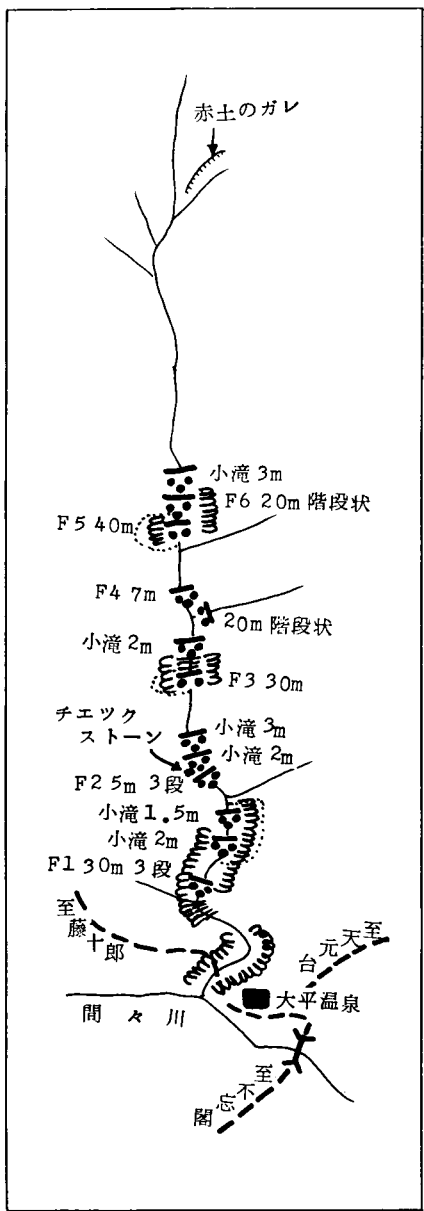 赤土のガレ
小滝 3m
F6 20m 階段状
F5 40m
F4 7m
20m 階段状
小滝 2m
F3 30m
チエツク
ストーン
小滝 3m
小滝 2m
F2 5m 3段
小滝 1.5m
小滝 2m
F1 30m 3段
至藤十郎
至天元台
大平温泉
間々川
至不忘閣